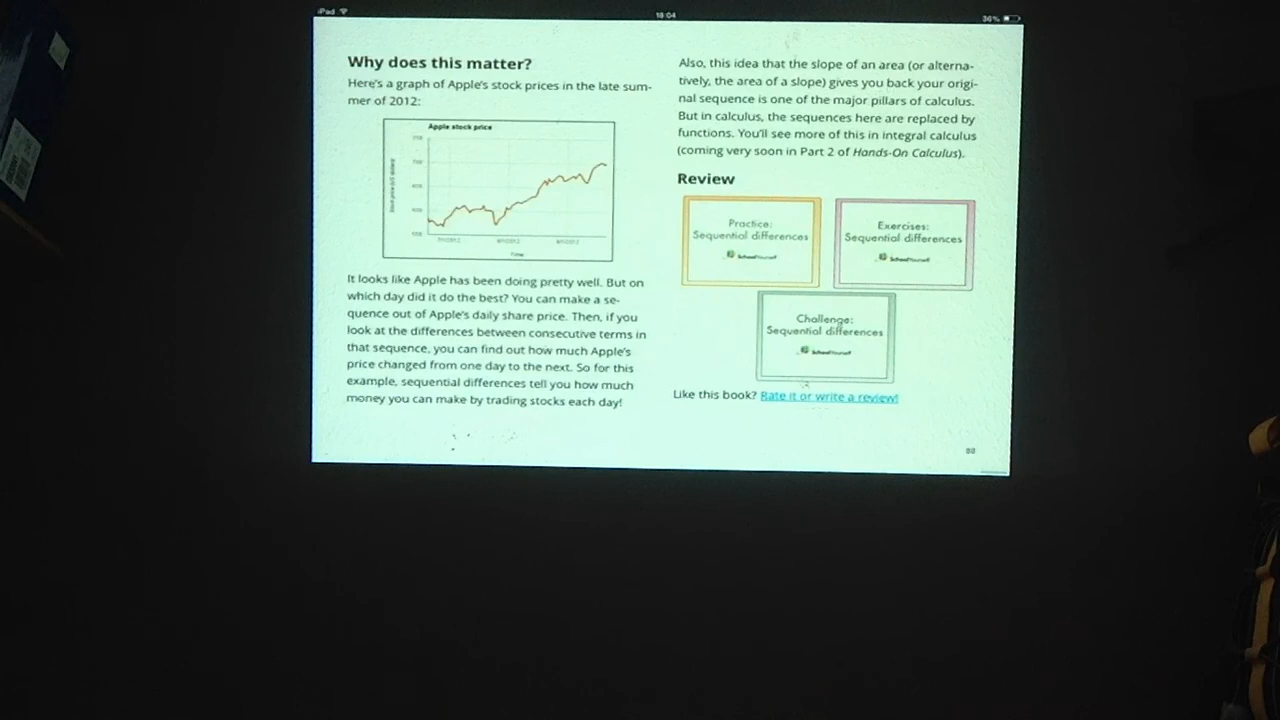 iPad
18:04
36%
Why does this matter?
Here's a graph of Apple's stock prices in the late sum-
mer of 2012:
Apple stock price
Time
It looks like Apple has been doing pretty well. But on
which day did it do the best? You can make a se-
quence out of Apple's daily share price. Then, if you
look at the differences between consecutive terms in
that sequence, you can find out how much Apple's
price changed from one day to the next. So for this
example, sequential differences tell you how much
money you can make by trading stocks each day!
Also, this idea that the slope of an area (or alterna-
tively, the area of a slope) gives you back your origi-
nal sequence is one of the major pillars of calculus.
But in calculus, the sequences here are replaced by
functions. You'll see more of this in integral calculus
(coming very soon in Part 2 of Hands-On Calculus).
Review
Practice:
Sequential differences
SchoolYourself
Exercises:
Sequential differences
SchoolYourself
Challenge:
Sequential differences
SchoolYourself
Like this book? Rate it or write a review!